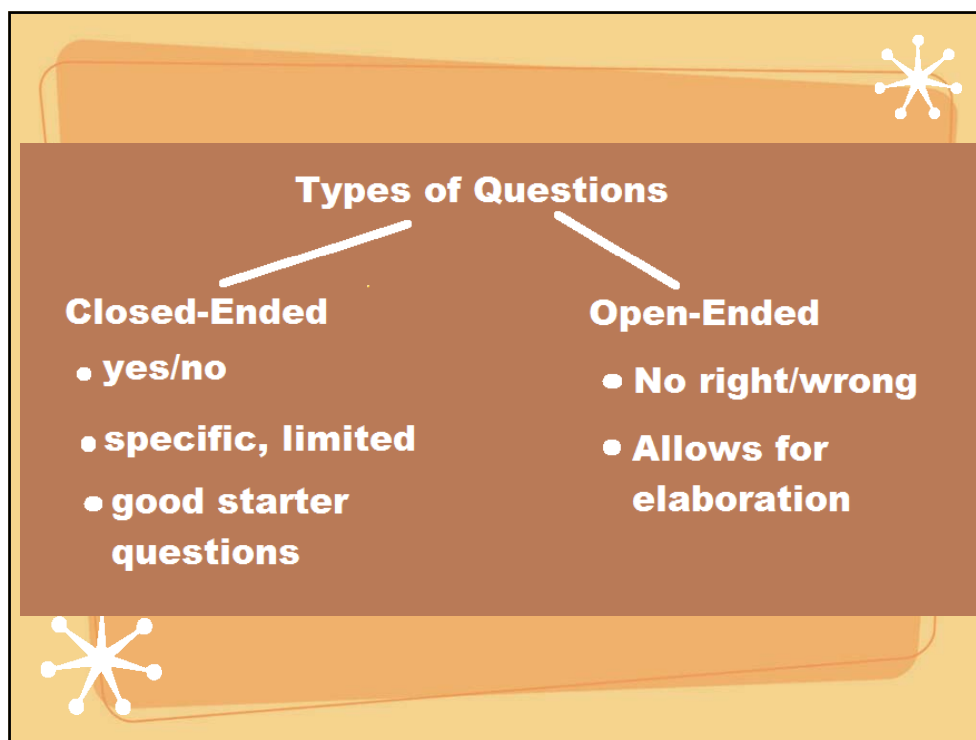 Types of Questions
Closed-Ended
yes/no
specific, limited
good starter
questions
Open-Ended
No right/wrong
Allows for
elaboration